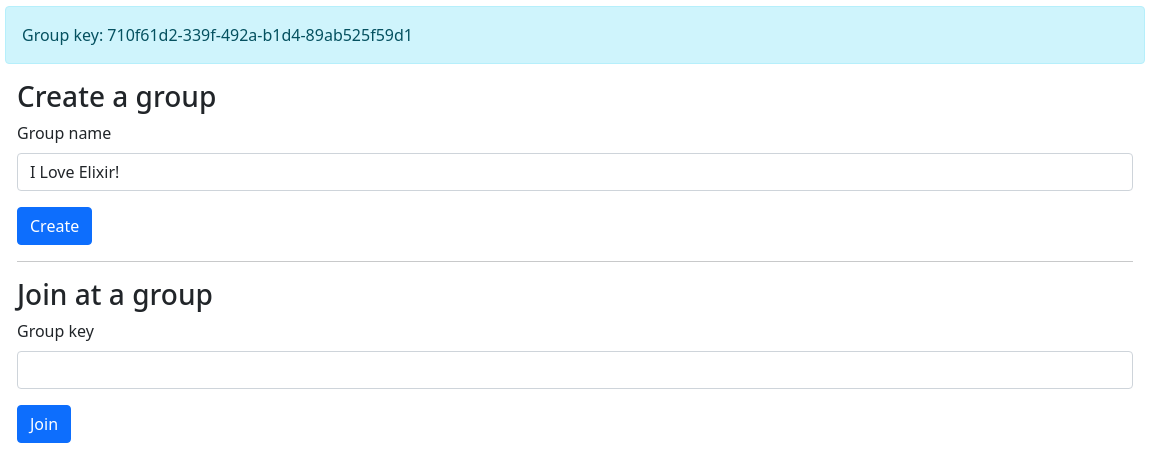 Group key: 710f61d2-339f-492a-b1d4-89ab525f59d1
Create a group
Group name
I Love Elixir!
Create
Join at a group
Group key
Join